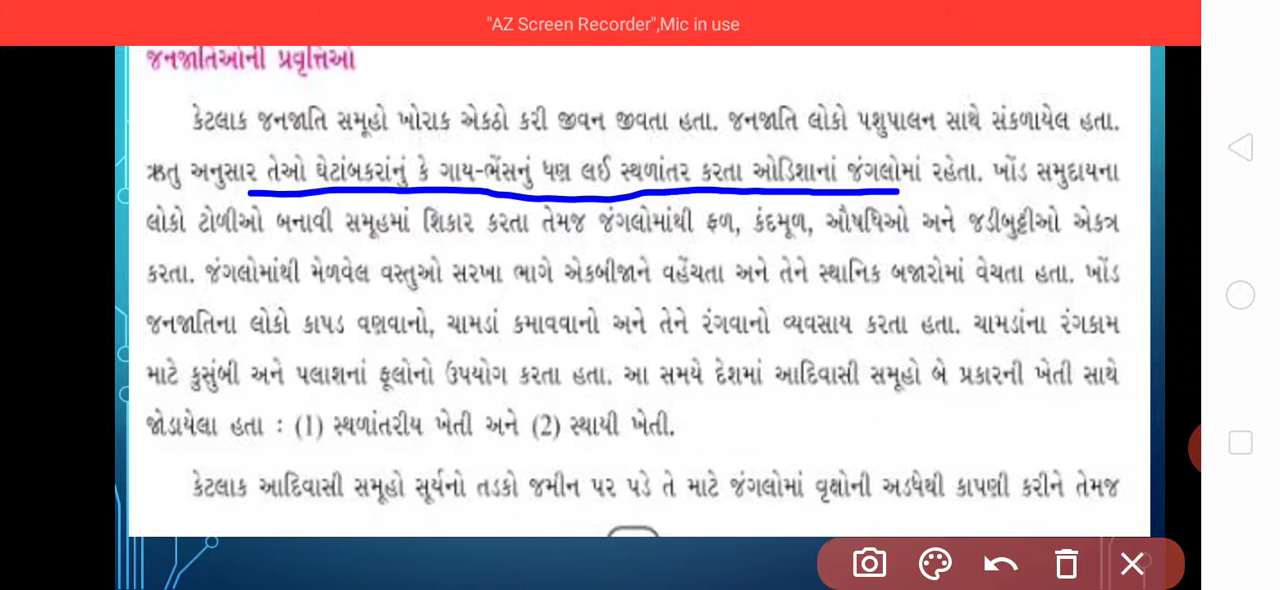 "AZ Screen Recorder",Mic in use
જનજાતિઓની પ્રવૃત્તિઓ
કેટલાક જનજાતિ સમૂહો ખોરાક એકઠો કરી જીવન જીવતા હતા. જનજાતિ લોકો પશુપાલન સાથે સંકળાયેલ હતા.
ઋતુ અનુસાર તેઓ ઘેટાંબકરાંનું કે ગાય-ભેંસનું ધણ લઈ સ્થળાંતર કરતા ઓડિશાનાં જંગલોમાં રહેતા. ખોંડ સમુદાયના
લોકો ટોળીઓ બનાવી સમૂહમાં શિકાર કરતા તેમજ જંગલોમાંથી ફળ, કંદમૂળ, ઔષધિઓ અને જડીબુટ્ટીઓ એકત્ર
કરતા. જંગલોમાંથી મેળવેલ વસ્તુઓ સરખા ભાગે એકબીજાને વહેંચતા અને તેને સ્થાનિક બજારોમાં વેચતા હતા. ખોંડ
જનજાતિના લોકો કાપડ વણવાનો, ચામડાં કમાવવાનો અને તેને રંગવાનો વ્યવસાય કરતા હતા. ચામડાંના રંગકામ
માટે કુસુંબી અને પલાશનાં ફૂલોનો ઉપયોગ કરતા હતા. આ સમયે દેશમાં આદિવાસી સમૂહો બે પ્રકારની ખેતી સાથે
જોડાયેલા હતા : (1) સ્થળાંતરીય ખેતી અને (2) સ્થાયી ખેતી.
કેટલાક આદિવાસી સમૂહો સૂર્યનો તડકો જમીન પર પડે તે માટે જંગલોમાં વૃક્ષોની અડધેથી કાપણી કરીને તેમજ